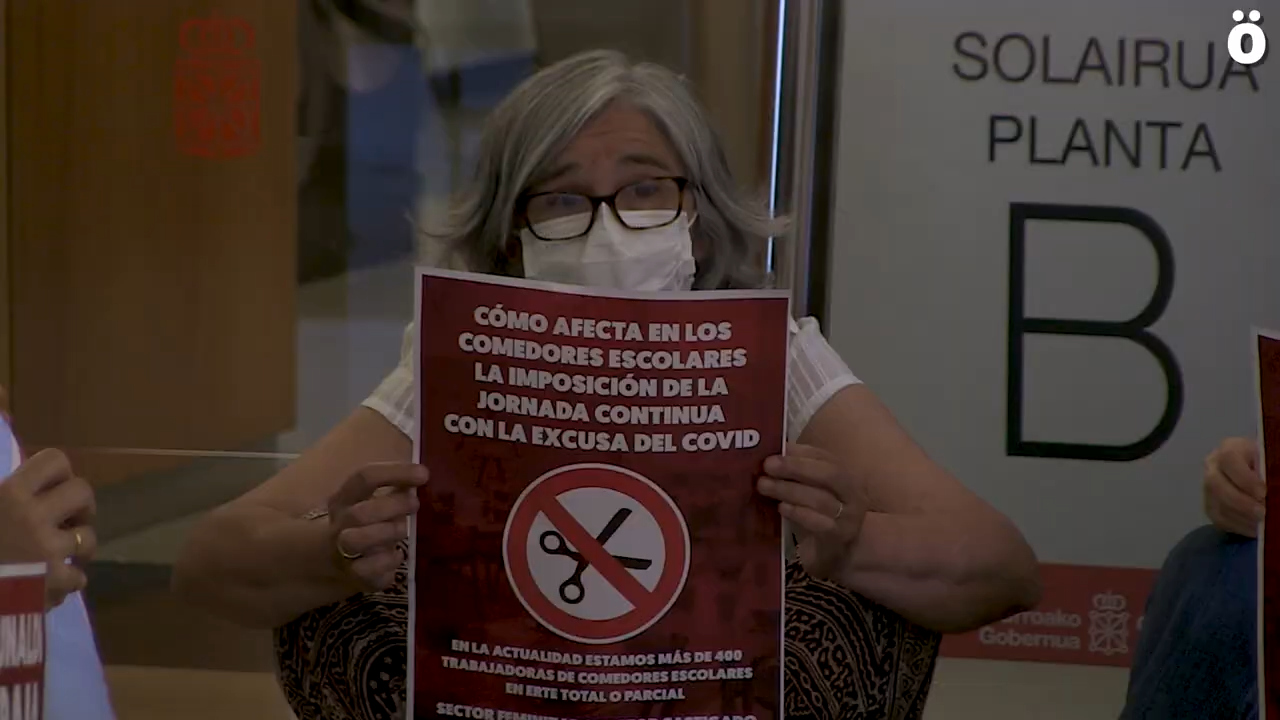 Ö
SOLAIRUA
PLANTA
B
CÓMO AFECTA EN LOS
COMEDORES ESCOLARES
LA IMPOSICIÓN DE LA
JORNADA CONTINUA
CON LA EXCUSA DEL COVID
EN LA ACTUALIDAD ESTAMOS MÁS DE 400
TRABAJADORAS DE COMEDORES ESCOLARES
EN ERTE TOTAL O PARCIAL
SECTOR
Gobernua